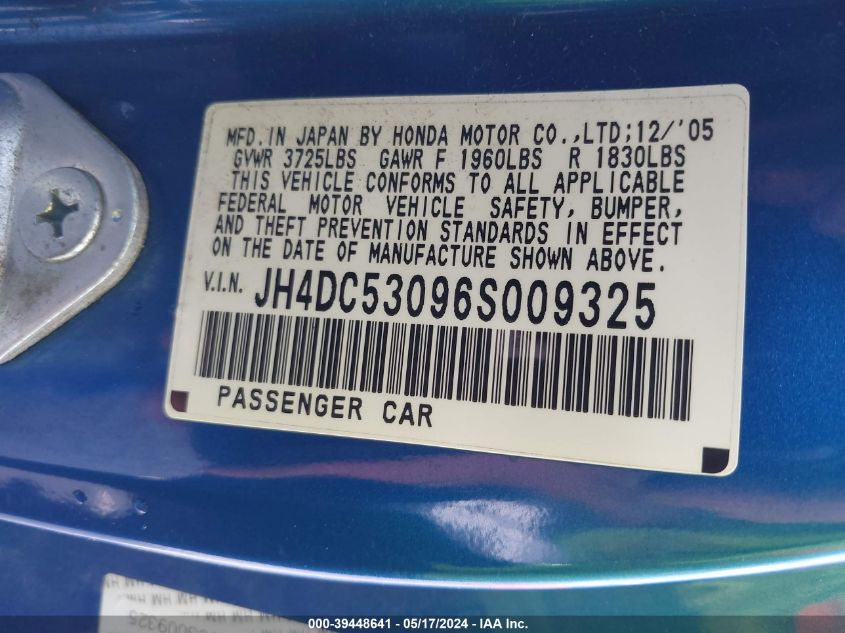 MFD. IN JAPAN BY HONDA MOTOR CO., LTD; 12/'05
GVWR 3725LBS GAWR F 1960LBS R 1830LBS
THIS VEHICLE CONFORMS TO ALL APPLICABLE
FEDERAL MOTOR VEHICLE SAFETY, BUMPER,
AND THEFT PREVENTION STANDARDS IN EFFECT
ON THE DATE OF MANUFACTURE SHOWN ABOVE.
V.I.N. JH4DC53096S009325
PASSENGER CAR
000-39448641 - 05/17/2024 - IAA Inc.